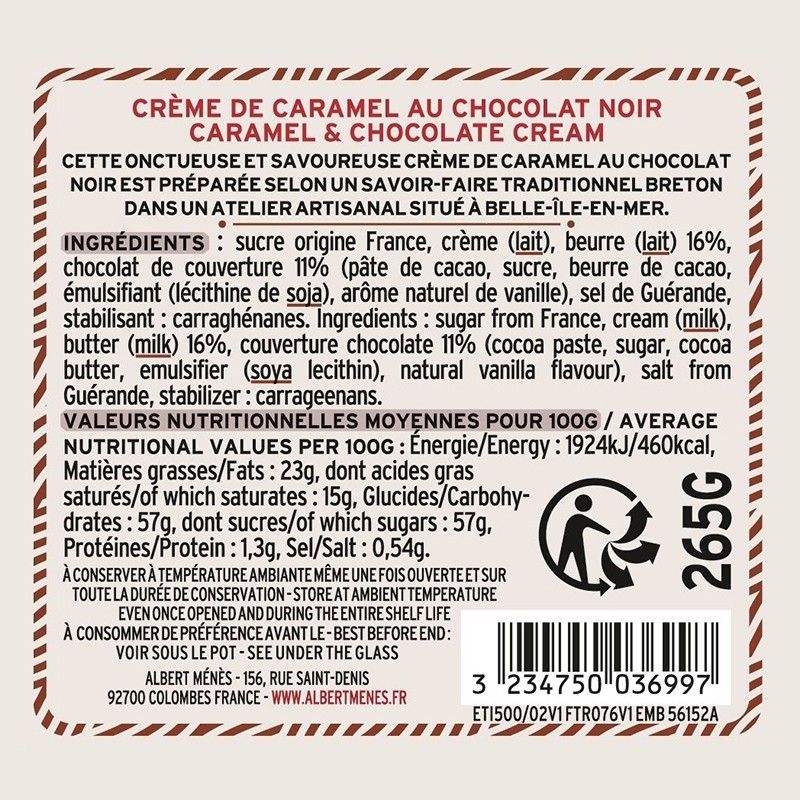 CRÈME DE CARAMEL AU CHOCOLAT NOIR
CARAMEL & CHOCOLATE CREAM
CETTE ONCTUEUSE ET SAVOUREUSE CRÈME DE CARAMEL AU CHOCOLAT
NOIR EST PRÉPARÉE SELON UN SAVOIR-FAIRE TRADITIONNEL BRETON
DANS UN ATELIER ARTISANAL SITUÉ À BELLE-ÎLE-EN-MER.
INGRÉDIENTS : sucre origine France, crème (lait), beurre (lait) 16%,
chocolat de couverture 11% (pâte de cacao, sucre, beurre de cacao,
émulsifiant (lécithine de soja), arôme naturel de vanille), sel de Guérande,
stabilisant : carraghénanes. Ingredients : sugar from France, cream (milk),
butter (milk) 16%, couverture chocolate 11% (cocoa paste, sugar, cocoa
butter, emulsifier (soya lecithin), natural vanilla flavour), salt from
Guérande, stabilizer : carrageenans.
VALEURS NUTRITIONNELLES MOYENNES POUR 100G / AVERAGE
NUTRITIONAL VALUES PER 100G : Énergie/Energy : 1924kJ/460kcal,
Matières grasses/Fats : 23g, dont acides gras
saturés/of which saturates : 15g, Glucides/Carbohy-
drates : 57g, dont sucres/of which sugars : 57g,
Protéines/Protein : 1,3g, Sel/Salt : 0,54g.
265G
À CONSERVER À TEMPÉRATURE AMBIANTE MÊME UNE FOIS OUVERTE ET SUR
TOUTE LA DURÉE DE CONSERVATION - STORE AT AMBIENT TEMPERATURE
EVEN ONCE OPENED AND DURING THE ENTIRE SHELF LIFE
À CONSOMMER DE PRÉFÉRENCE AVANT LE - BEST BEFORE END :
VOIR SOUS LE POT - SEE UNDER THE GLASS
ALBERT MÉNÈS - 156, RUE SAINT-DENIS
92700 COLOMBES FRANCE - WWW.ALBERTMENES.FR
3 234750 036997
ETI500/02V1 FTR076V1 EMB 56152A